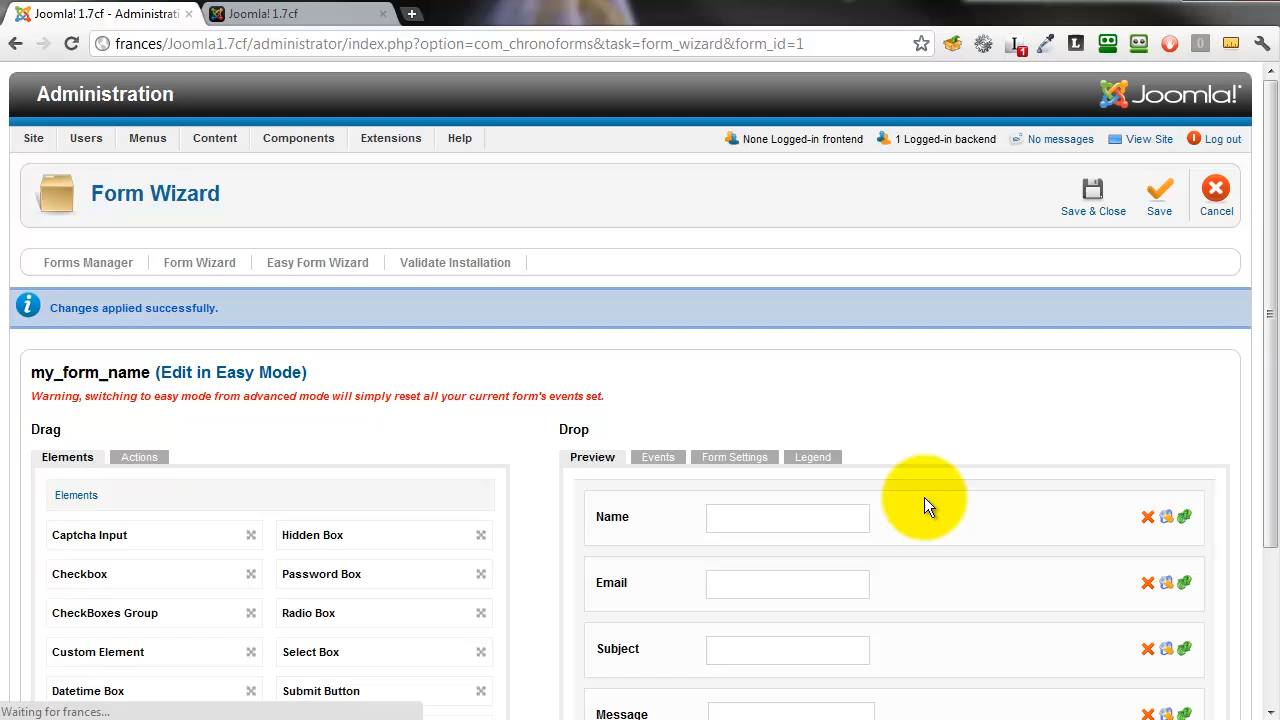 Joomla! 1.7cf - Administrati
Joomla! 1.7cf
frances/Joomla1.7cf/administrator/index.php?option=com_chronoforms&task=form_wizard&form_id=1
1
L
0
Administration
Joomla!
Site Users Menus Content Components Extensions Help
None Logged-in frontend 1 Logged-in backend No messages View Site Log out
Form Wizard
Save & Close Save Cancel
Forms Manager Form Wizard Easy Form Wizard Validate Installation
Changes applied successfully.
my_form_name (Edit in Easy Mode)
Warning, switching to easy mode from advanced mode will simply reset all your current form's events set.
Drag
Elements Actions
Elements
Captcha Input Hidden Box
Checkbox Password Box
CheckBoxes Group Radio Box
Custom Element Select Box
Datetime Box Submit Button
Drop
Preview Events Form Settings Legend
Name
Email
Subject
Message
Waiting for frances...